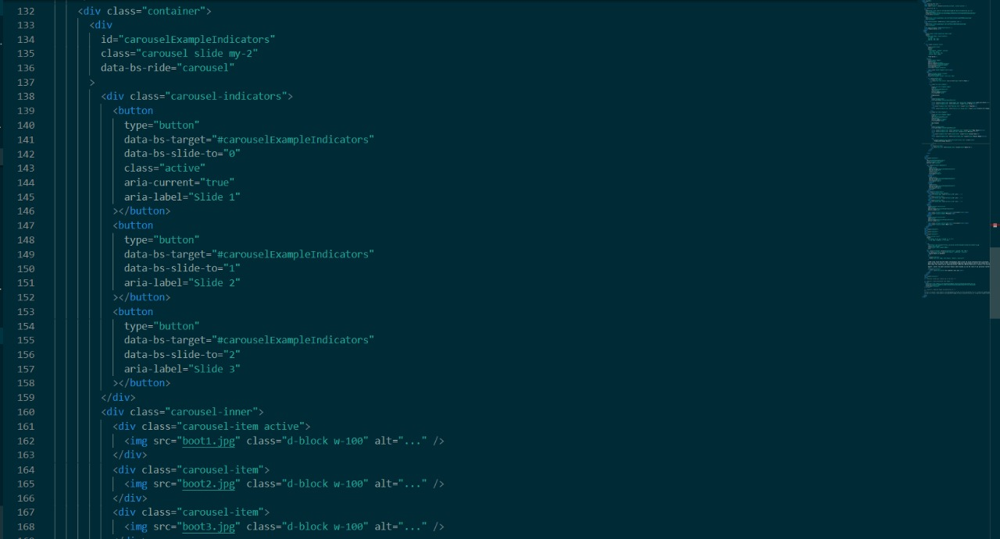 132 <div class="container">
133 <div
134 id="carouselExampleIndicators"
135 class="carousel slide my-2"
136 data-bs-ride="carousel"
137 >
138 <div class="carousel-indicators">
139 <button
140 type="button"
141 data-bs-target="#carouselExampleIndicators"
142 data-bs-slide-to="0"
143 class="active"
144 aria-current="true"
145 aria-label="Slide 1"
146 ></button>
147 <button
148 type="button"
149 data-bs-target="#carouselExampleIndicators"
150 data-bs-slide-to="1"
151 aria-label="Slide 2"
152 ></button>
153 <button
154 type="button"
155 data-bs-target="#carouselExampleIndicators"
156 data-bs-slide-to="2"
157 aria-label="Slide 3"
158 ></button>
159 </div>
160 <div class="carousel-inner">
161 <div class="carousel-item active">
162 <img src="boot1.jpg" class="d-block w-100" alt="..." />
163 </div>
164 <div class="carousel-item">
165 <img src="boot2.jpg" class="d-block w-100" alt="..." />
166 </div>
167 <div class="carousel-item">
168 <img src="boot3.jpg" class="d-block w-100" alt="..." />